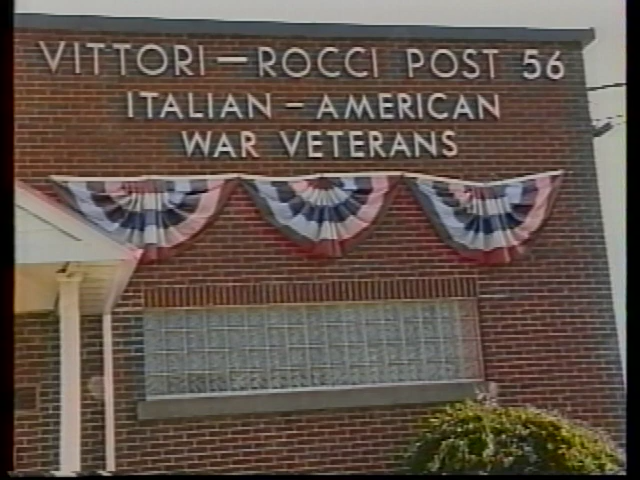 VITTORI - ROCCI POST 56
ITALIAN - AMERICAN
WAR VETERANS